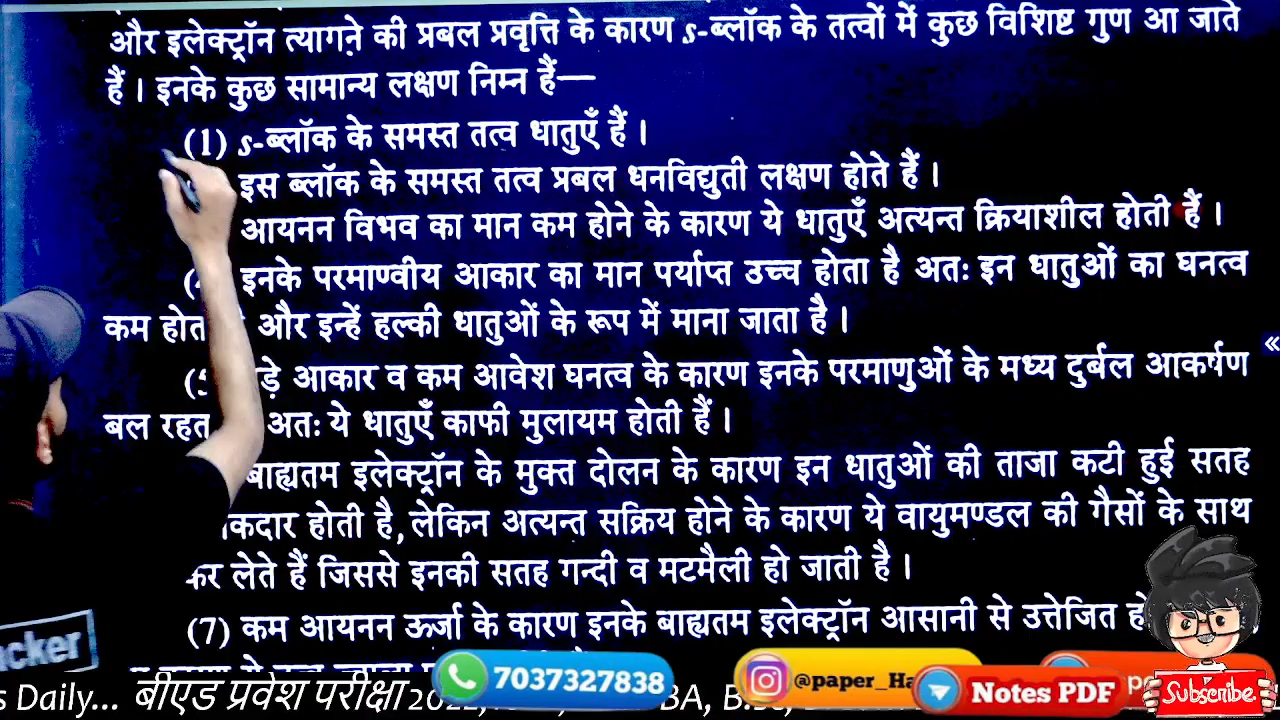 और इलेक्ट्रॉन त्यागने की प्रबल प्रवृत्ति के कारण s-ब्लॉक के तत्वों में कुछ विशिष्ट गुण आ जाते
हैं । इनके कुछ सामान्य लक्षण निम्न हैं—
(1) s-ब्लॉक के समस्त तत्व धातुएँ हैं ।
इस ब्लॉक के समस्त तत्व प्रबल धनविद्युती लक्षण होते हैं ।
आयनन विभव का मान कम होने के कारण ये धातुएँ अत्यन्त क्रियाशील होती हैं ।
इनके परमाण्वीय आकार का मान पर्याप्त उच्च होता है अतः इन धातुओं का घनत्व
कम और इन्हें हल्की धातुओं के रूप में माना जाता है ।
आकार व कम आवेश घनत्व के कारण इनके परमाणुओं के मध्य दुर्बल आकर्षण
बल अतः ये धातुएँ काफी मुलायम होती हैं ।
बाह्यतम इलेक्ट्रॉन के मुक्त दोलन के कारण इन धातुओं की ताजा कटी हुई सतह
होती है, लेकिन अत्यन्त सक्रिय होने के कारण ये वायुमण्डल की गैसों के साथ
कर लेते हैं जिससे इनकी सतह गन्दी व मटमैली हो जाती है ।
(7) कम आयनन ऊर्जा के कारण इनके बाह्यतम इलेक्ट्रॉन आसानी से उत्तेजित
cker
s Daily... बीएड प्रवेश परीक्षा
7037327838
@paper_Ha
Notes PDF
Subscribe
«